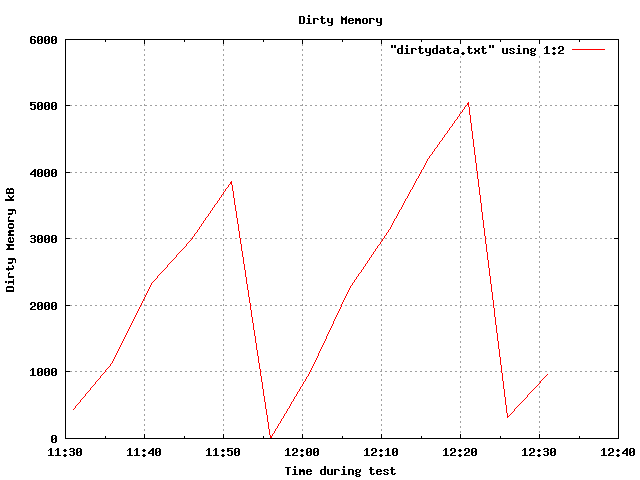 Dirty Memory
"dirtydata.txt" using 1:2
6000
5000
4000
3000
2000
1000
0
Dirty Memory kB
11:30 11:40 11:50 12:00 12:10 12:20 12:30 12:40
Time during test